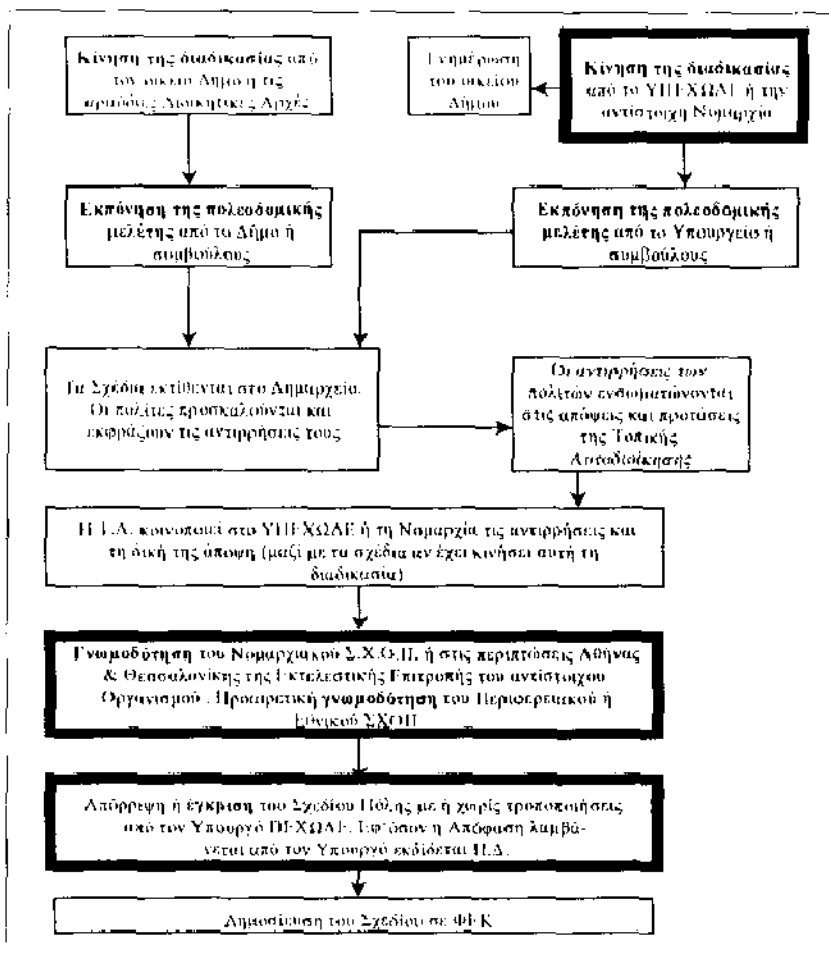 Κίνηση της διαδικασίας από
τον οικείο Δήμο ή τις
αρμόδιες Διοικητικές Αρχές
Ενημέρωση
του οικείου
Δήμου
Κίνηση της διαδικασίας
από το ΥΠΕΧΩΔΕ ή την
αντίστοιχη Νομαρχία
Εκπόνηση της πολεοδομικής
μελέτης από το Δήμο ή
συμβούλους
Εκπόνηση της πολεοδομικής
μελέτης από το Υπουργείο ή
συμβούλους
Τα Σχέδια εκτίθενται στο Δημαρχείο.
Οι πολίτες προσκαλούνται και
εκφράζουν τις αντιρρήσεις τους
Οι αντιρρήσεις των
πολιτών ενσωματώνονται
στις απόψεις και προτάσεις
της Τοπικής
Αυτοδιοίκησης
Η Τ.Α. κοινοποιεί στο ΥΠΕΧΩΔΕ ή τη Νομαρχία τις αντιρρήσεις και
τη δική της άποψη (μαζί με τα σχέδια αν έχει κινήσει αυτή τη
διαδικασία)
Γνωμοδότηση του Νομαρχιακού Σ.Χ.Ο.Π. ή στις περιπτώσεις Αθήνας
& Θεσσαλονίκης της Εκτελεστικής Επιτροπής του αντίστοιχου
Οργανισμού . Προαιρετική γνωμοδότηση του Περιφερειακού ή
Εθνικού ΣΧΟΠ
Απόρριψη ή έγκριση του Σχεδίου Πόλης με ή χωρίς τροποποιήσεις
από τον Υπουργό ΠΕΧΩΔΕ. Εφ'όσον η Απόφαση λαμβά-
νεται από τον Υπουργό εκδίδεται Π.Δ.
Δημοσίευση του Σχεδίου σε ΦΕΚ